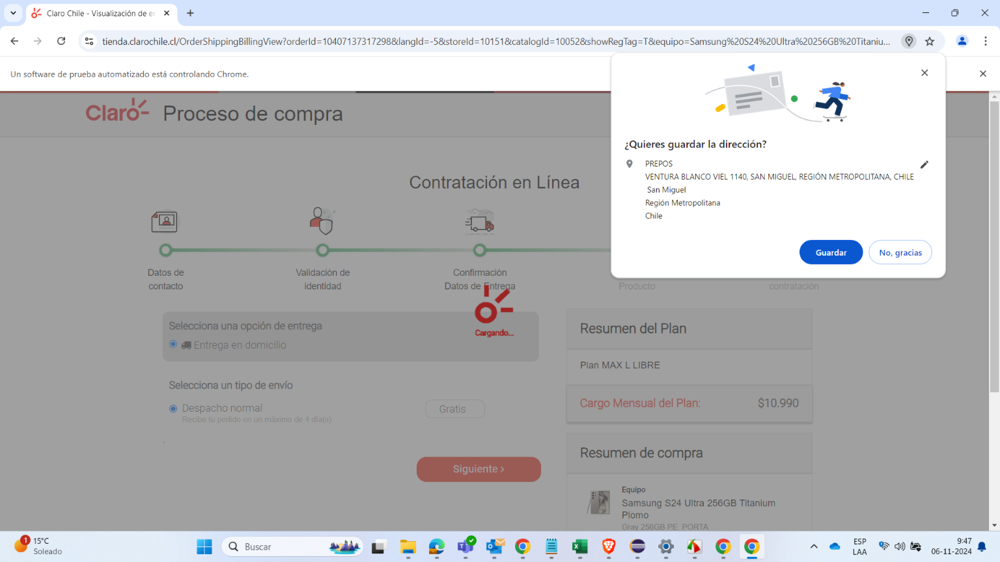 Claro Chile - Visualización de e
tienda.clarochile.cl/OrderShippingBillingView?orderId=10407137317298&langId=-5&storeId=10151&catalogId=10052&showRegTag=T&equipo=Samsung%20S24%20Ultra%20256GB%20Titaniu...
Un software de prueba automatizado está controlando Chrome.
Claro
Proceso de compra
¿Quieres guardar la dirección?
PREPOS
VENTURA BLANCO VIEL 1140, SAN MIGUEL, REGIÓN METROPOLITANA, CHILE
San Miguel
Región Metropolitana
Chile
Guardar
No, gracias
Contratación en Línea
Datos de
contacto
Validación de
identidad
Confirmación
Datos de Entrega
Producto
contratación
Cargando...
Selecciona una opción de entrega
Entrega en domicilio
Selecciona un tipo de envío
Despacho normal
Recibe tu pedido en un máximo de 4 día(s)
Gratis
.
Siguiente ›
Resumen del Plan
Plan MAX L LIBRE
Cargo Mensual del Plan: $10.990
Resumen de compra
Equipo
Samsung S24 Ultra 256GB Titanium
Plomo
Gray 256GB PE_PORTA
1
15°C
Soleado
Buscar
ESP
LAA
9:47
06-11-2024